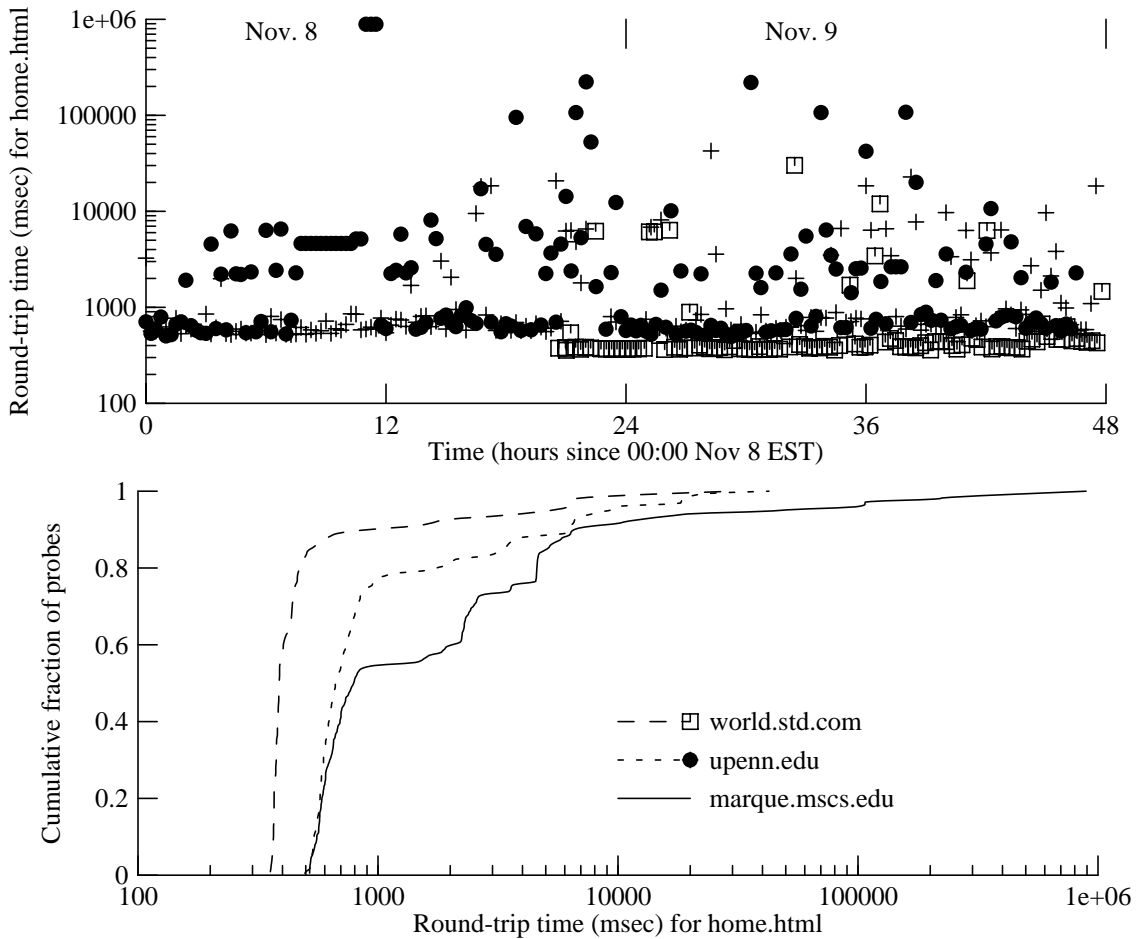 1e+06
Nov. 8
Nov. 9
100000
10000
1000
100
Round-trip time (msec) for home.html
0
12
24
36
48
Time (hours since 00:00 Nov 8 EST)
1
0.8
0.6
0.4
0.2
0
Cumulative fraction of probes
world.std.com
upenn.edu
marque.mscs.edu
100
1000
10000
100000
1e+06
Round-trip time (msec) for home.html